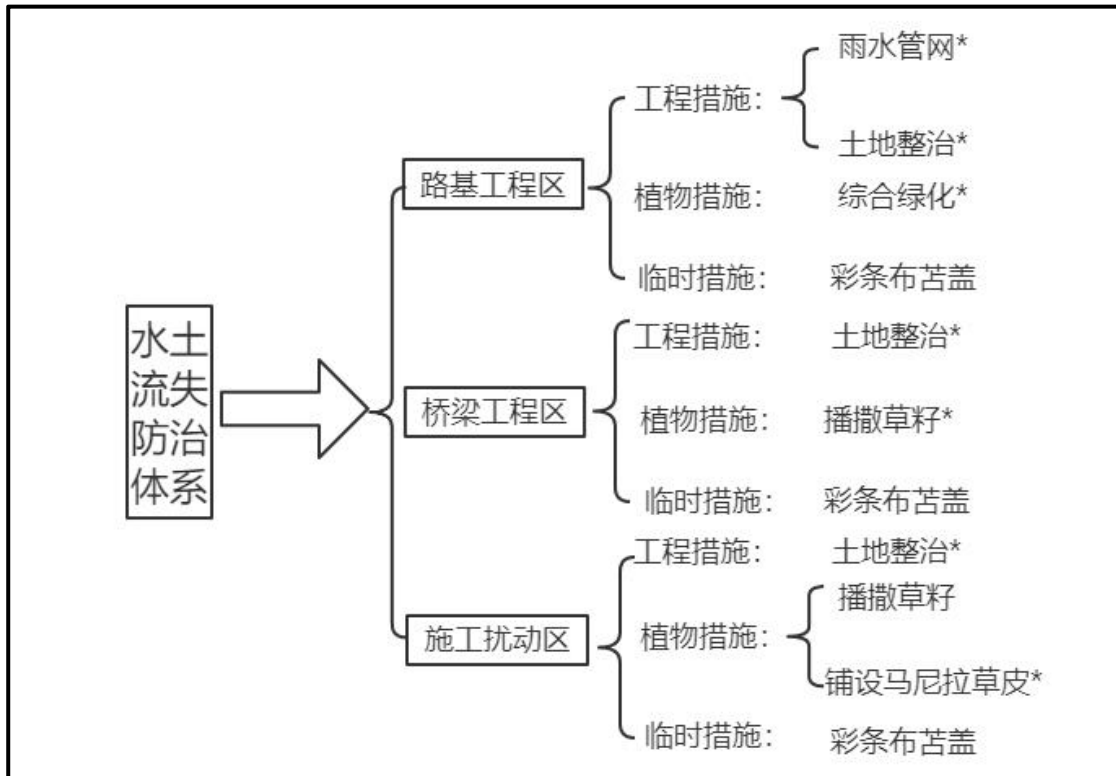 水土
流失
防治
体系
路基工程区
工程措施：
雨水管网*
土地整治*
植物措施：
综合绿化*
临时措施：
彩条布苫盖
桥梁工程区
工程措施：
土地整治*
植物措施：
播撒草籽*
临时措施：
彩条布苫盖
施工扰动区
工程措施：
土地整治*
植物措施：
播撒草籽
铺设马尼拉草皮*
临时措施：
彩条布苫盖